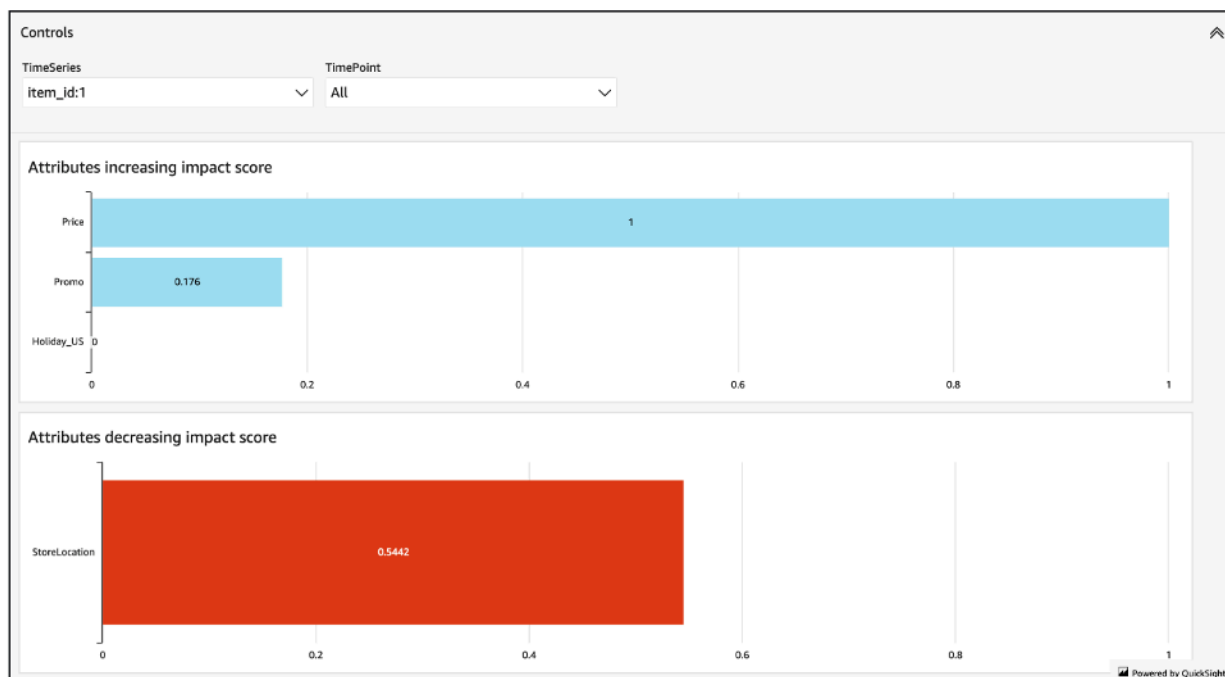 Controls
TimeSeries TimePoint
item_id:1 All
Attributes increasing impact score
Price 1
Promo 0.176
Holiday_US 0
0 0.2 0.4 0.6 0.8 1
Attributes decreasing impact score
StoreLocation 0.5442
0 0.2 0.4 0.6 0.8 1
Powered by QuickSight